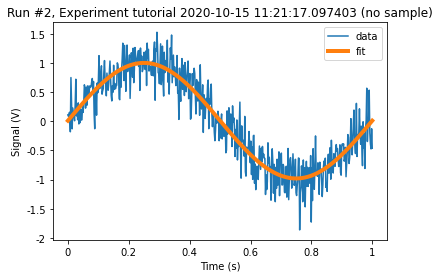 Run #2, Experiment tutorial 2020-10-15 11:21:17.097403 (no sample)
data
fit
Signal (V)
1.5
1
0.5
0
-0.5
-1
-1.5
-2
0
0.2
0.4
0.6
0.8
1
Time (s)